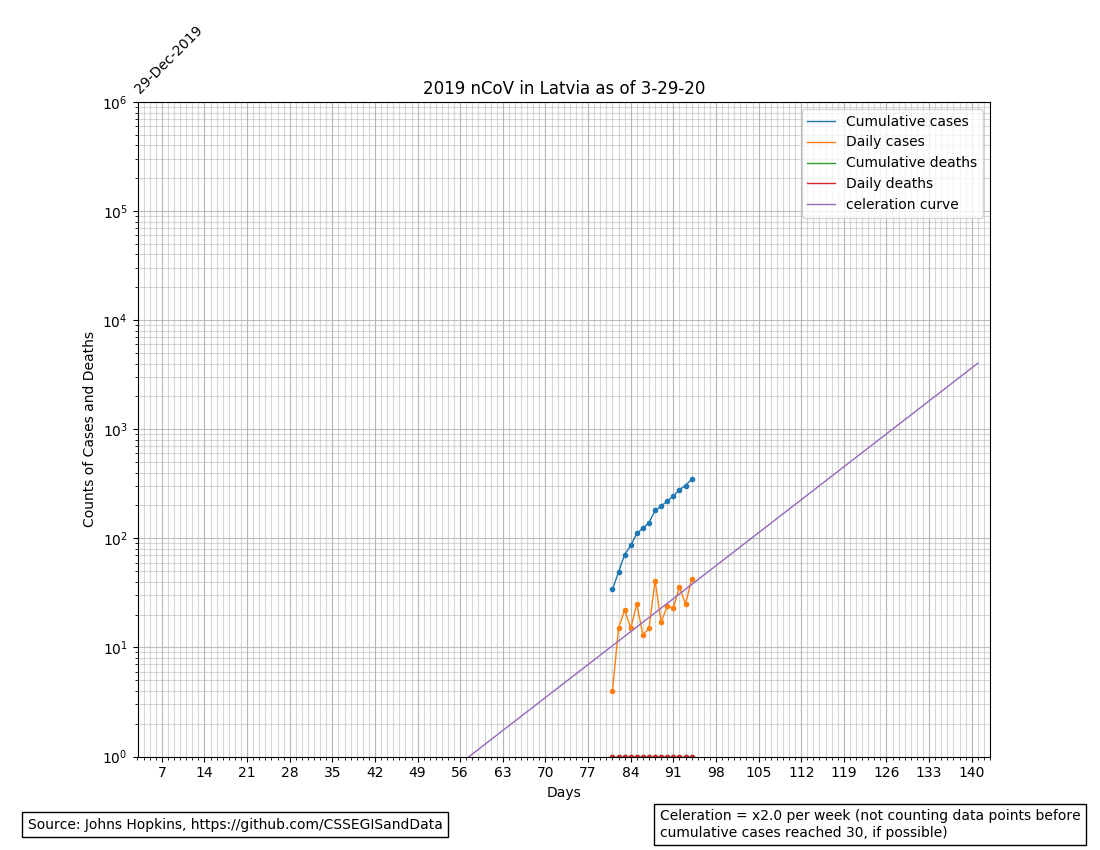 29-Dec-2019
2019 nCoV in Latvia as of 3-29-20
Cumulative cases
Daily cases
Cumulative deaths
Daily deaths
celeration curve
Counts of Cases and Deaths
10^6
10^5
10^4
10^3
10^2
10^1
10^0
7 14 21 28 35 42 49 56 63 70 77 84 91 98 105 112 119 126 133 140
Days
Source: Johns Hopkins, https://github.com/CSSEGISandData
Celeration = x2.0 per week (not counting data points before
cumulative cases reached 30, if possible)